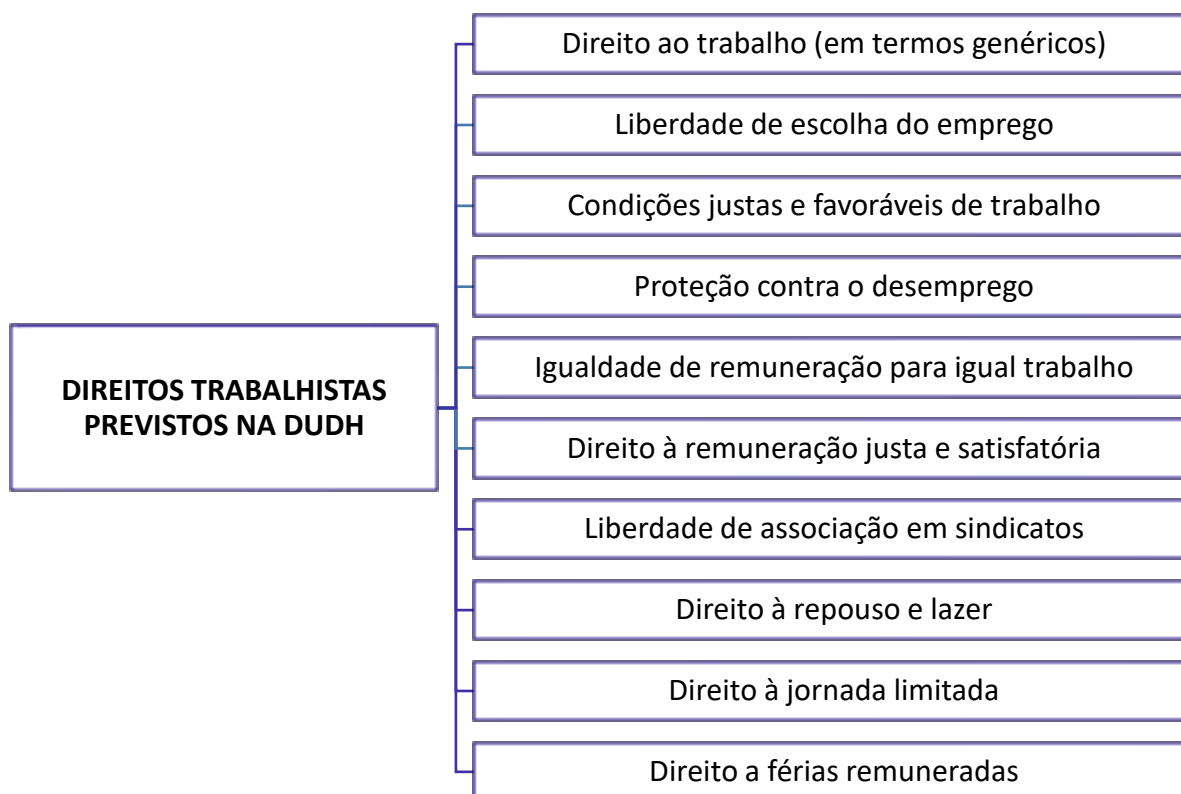 Direito ao trabalho (em termos genéricos)
Liberdade de escolha do emprego
Condições justas e favoráveis de trabalho
Proteção contra o desemprego
DIREITOS TRABALHISTAS
PREVISTOS NA DUDH
Igualdade de remuneração para igual trabalho
Direito à remuneração justa e satisfatória
Liberdade de associação em sindicatos
Direito à repouso e lazer
Direito à jornada limitada
Direito a férias remuneradas